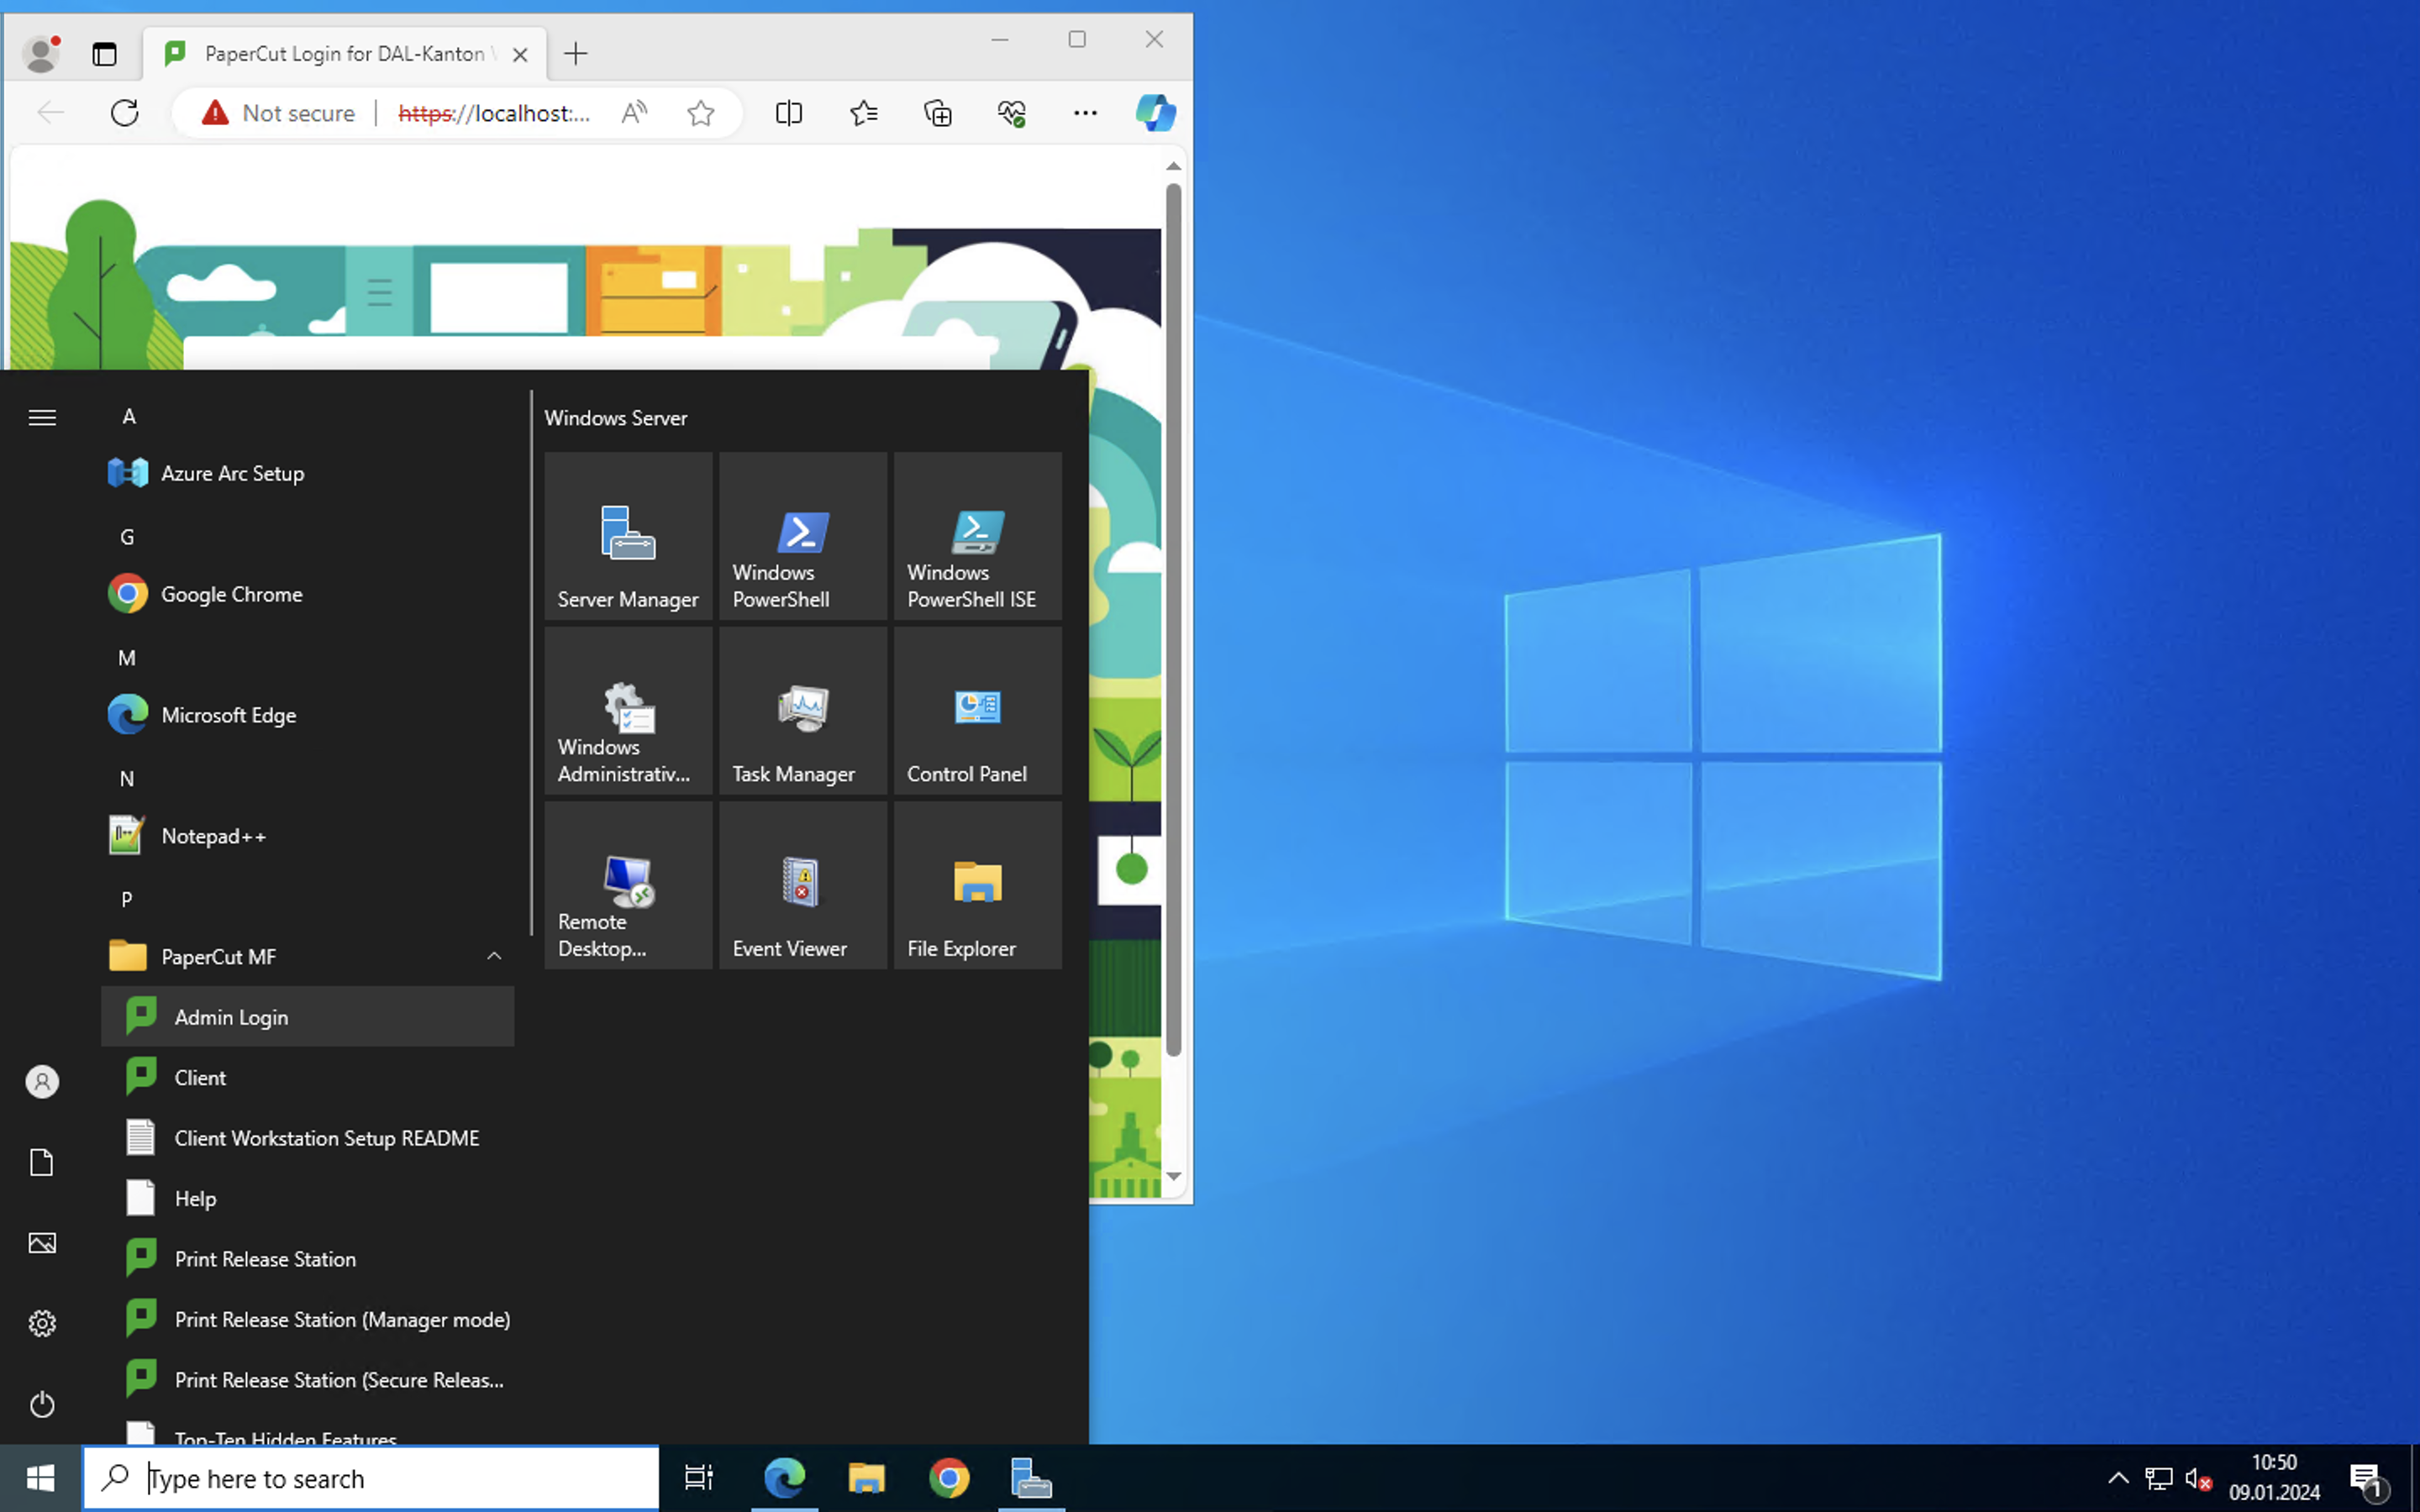 PaperCut Login for DAL-Kanton
Not secure
https://localhost:...
A
Azure Arc Setup
G
Google Chrome
M
Microsoft Edge
N
Notepad++
P
PaperCut MF
Admin Login
Client
Client Workstation Setup README
Help
Print Release Station
Print Release Station (Manager mode)
Print Release Station (Secure Releas...
Top-Ten Hidden Features
Windows Server
Server Manager
Windows
PowerShell
Windows
PowerShell ISE
Windows
Administrativ...
Task Manager
Control Panel
Remote
Desktop...
Event Viewer
File Explorer
Type here to search
10:50
09.01.2024
1